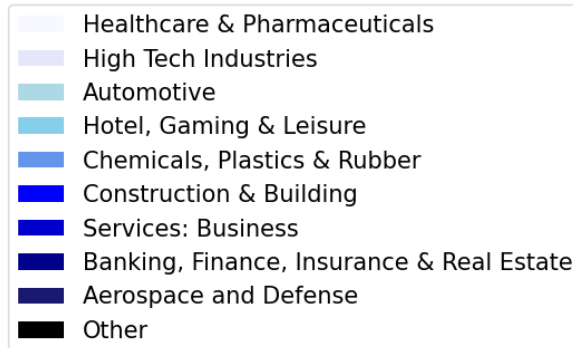 Healthcare & Pharmaceuticals
High Tech Industries
Automotive
Hotel, Gaming & Leisure
Chemicals, Plastics & Rubber
Construction & Building
Services: Business
Banking, Finance, Insurance & Real Estate
Aerospace and Defense
Other